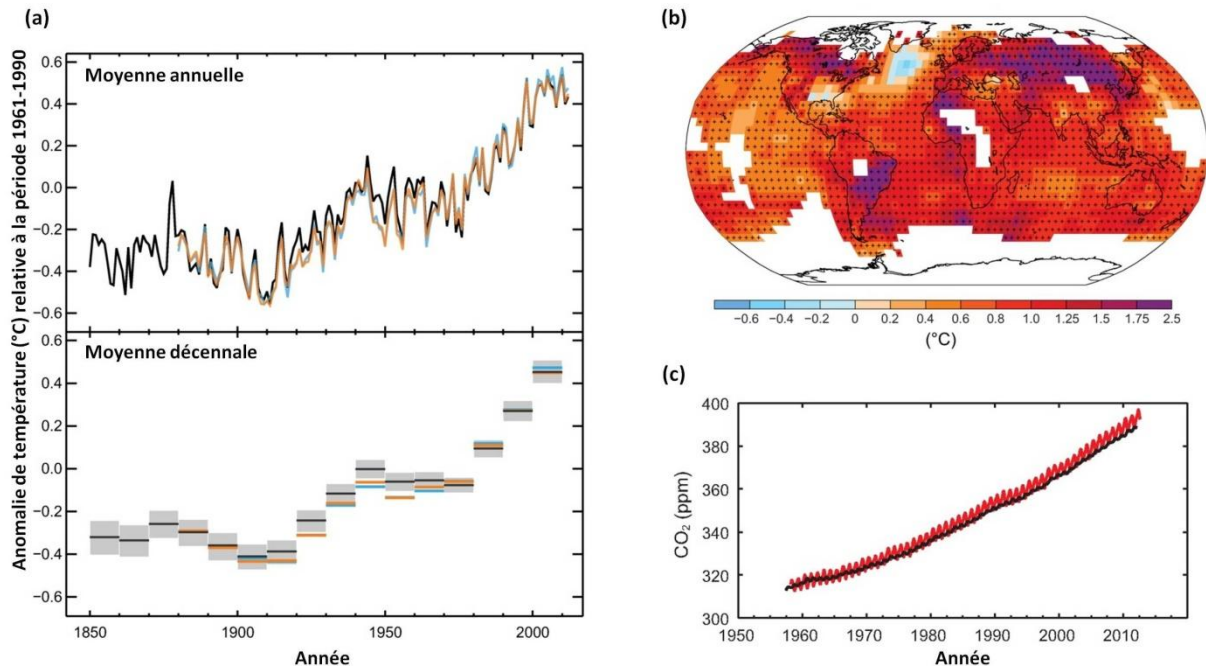 (a)
Anomalie de température (°C) relative à la période 1961-1990
Moyenne annuelle
0.6
0.4
0.2
0.0
−0.2
−0.4
−0.6
Moyenne décennale
0.6
0.4
0.2
0.0
−0.2
−0.4
−0.6
1850 1900 1950 2000
Année
(b)
−0.6 −0.4 −0.2 0 0.2 0.4 0.6 0.8 1.0 1.25 1.5 1.75 2.5
(°C)
(c)
CO₂ (ppm)
400
380
360
340
320
300
1950 1960 1970 1980 1990 2000 2010
Année